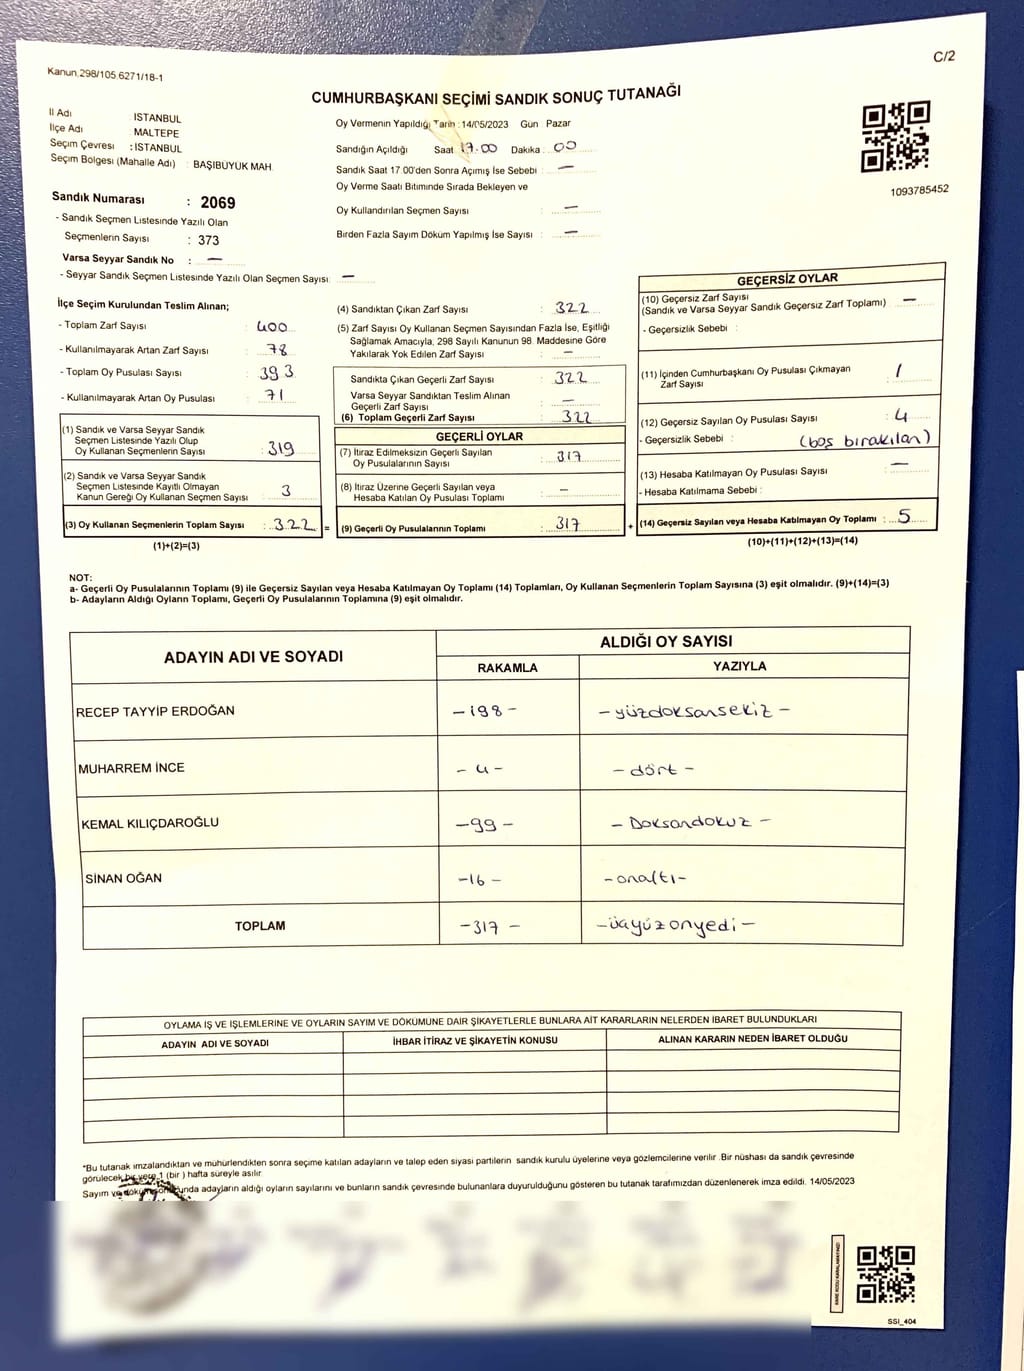 Kanun.298/105.6271/18-1
C/2
CUMHURBAŞKANI SEÇİMİ SANDIK SONUÇ TUTANAĞI
İl Adı İSTANBUL
İlçe Adı MALTEPE
Seçim Çevresi : İSTANBUL
Seçim Bölgesi (Mahalle Adı) : BAŞIBÜYÜK MAH.
Sandık Numarası : 2069
- Sandık Seçmen Listesinde Yazılı Olan
Seçmenlerin Sayısı : 373
Varsa Seyyar Sandık No : —
- Seyyar Sandık Seçmen Listesinde Yazılı Olan Seçmen Sayısı: —
Oy Vermenin Yapıldığı Tarih : 14/05/2023 Gün Pazar
Sandığın Açıldığı Saat 17.00 Dakika : 00
Sandık Saat 17.00'den Sonra Açımış İse Sebebi : —
Oy Verme Saati Bitiminde Sırada Bekleyen ve
Oy Kullandırılan Seçmen Sayısı : —
Birden Fazla Sayım Döküm Yapılmış İse Sayısı : —
1093785452
İlçe Seçim Kurulundan Teslim Alınan;
- Toplam Zarf Sayısı : 400
- Kullanılmayarak Artan Zarf Sayısı : 78
- Toplam Oy Pusulası Sayısı : 393
- Kullanılmayarak Artan Oy Pusulası : 71
(1) Sandık ve Varsa Seyyar Sandık
Seçmen Listesinde Yazılı Olup
Oy Kullanan Seçmenlerin Sayısı : 319
(2) Sandık ve Varsa Seyyar Sandık
Seçmen Listesinde Kayıtlı Olmayan
Kanun Gereği Oy Kullanan Seçmen Sayısı : 3
(3) Oy Kullanan Seçmenlerin Toplam Sayısı : 322 =
(1)+(2)=(3)
(4) Sandıktan Çıkan Zarf Sayısı : 322
(5) Zarf Sayısı Oy Kullanan Seçmen Sayısından Fazla İse, Eşitliği
Sağlamak Amacıyla, 298 Sayılı Kanunun 98. Maddesine Göre
Yakılarak Yok Edilen Zarf Sayısı : —
Sandıkta Çıkan Geçerli Zarf Sayısı : 322
Varsa Seyyar Sandıktan Teslim Alınan
Geçerli Zarf Sayısı : —
(6) Toplam Geçerli Zarf Sayısı : 322
GEÇERLİ OYLAR
(7) İtiraz Edilmeksizin Geçerli Sayılan
Oy Pusulalarının Sayısı : 317
(8) İtiraz Üzerine Geçerli Sayılan veya
Hesaba Katılan Oy Pusulası Toplamı : —
(9) Geçerli Oy Pusulalarının Toplamı : 317 +
GEÇERSİZ OYLAR
(10) Geçersiz Zarf Sayısı
(Sandık ve Varsa Seyyar Sandık Geçersiz Zarf Toplamı) : —
- Geçersizlik Sebebi :
(11) İçinden Cumhurbaşkanı Oy Pusulası Çıkmayan
Zarf Sayısı : 1
(12) Geçersiz Sayılan Oy Pusulası Sayısı : 4
- Geçersizlik Sebebi : (boş bırakılan)
(13) Hesaba Katılmayan Oy Pusulası Sayısı : —
- Hesaba Katılmama Sebebi :
(14) Geçersiz Sayılan veya Hesaba Katılmayan Oy Toplamı : 5
(10)+(11)+(12)+(13)=(14)
NOT:
a- Geçerli Oy Pusulalarının Toplamı (9) ile Geçersiz Sayılan veya Hesaba Katılmayan Oy Toplamı (14) Toplamları, Oy Kullanan Seçmenlerin Toplam Sayısına (3) eşit olmalıdır. (9)+(14)=(3)
b- Adayların Aldığı Oyların Toplamı, Geçerli Oy Pusulalarının Toplamına (9) eşit olmalıdır.
ADAYIN ADI VE SOYADI
ALDIĞI OY SAYISI
RAKAMLA YAZIYLA
RECEP TAYYİP ERDOĞAN -198- -yüzdoksansekiz-
MUHARREM İNCE -4- -dört-
KEMAL KILIÇDAROĞLU -99- -Doksandokuz-
SİNAN OĞAN -16- -onaltı-
TOPLAM -317- -üçyüzonyedi-
OYLAMA İŞ VE İŞLEMLERİNE VE OYLARIN SAYIM VE DÖKÜMÜNE DAİR ŞİKAYETLERLE BUNLARA AİT KARARLARIN NELERDEN İBARET BULUNDUKLARI
ADAYIN ADI VE SOYADI İHBAR İTİRAZ VE ŞİKAYETİN KONUSU ALINAN KARARIN NEDEN İBARET OLDUĞU
*Bu tutanak imzalandıktan ve mühürlendikten sonra seçime katılan adayların ve talep eden siyasi partilerin sandık kurulu üyelerine veya gözlemcilerine verilir .Bir nüshası da sandık çevresinde
görülecek bir yere 1 (bir ) hafta süreyle asılır.
Sayım ve döküm sonunda adayların aldığı oyların sayılarını ve bunların sandık çevresinde bulunanlara duyurulduğunu gösteren bu tutanak tarafımızdan düzenlenerek imza edildi. 14/05/2023
SSI_404